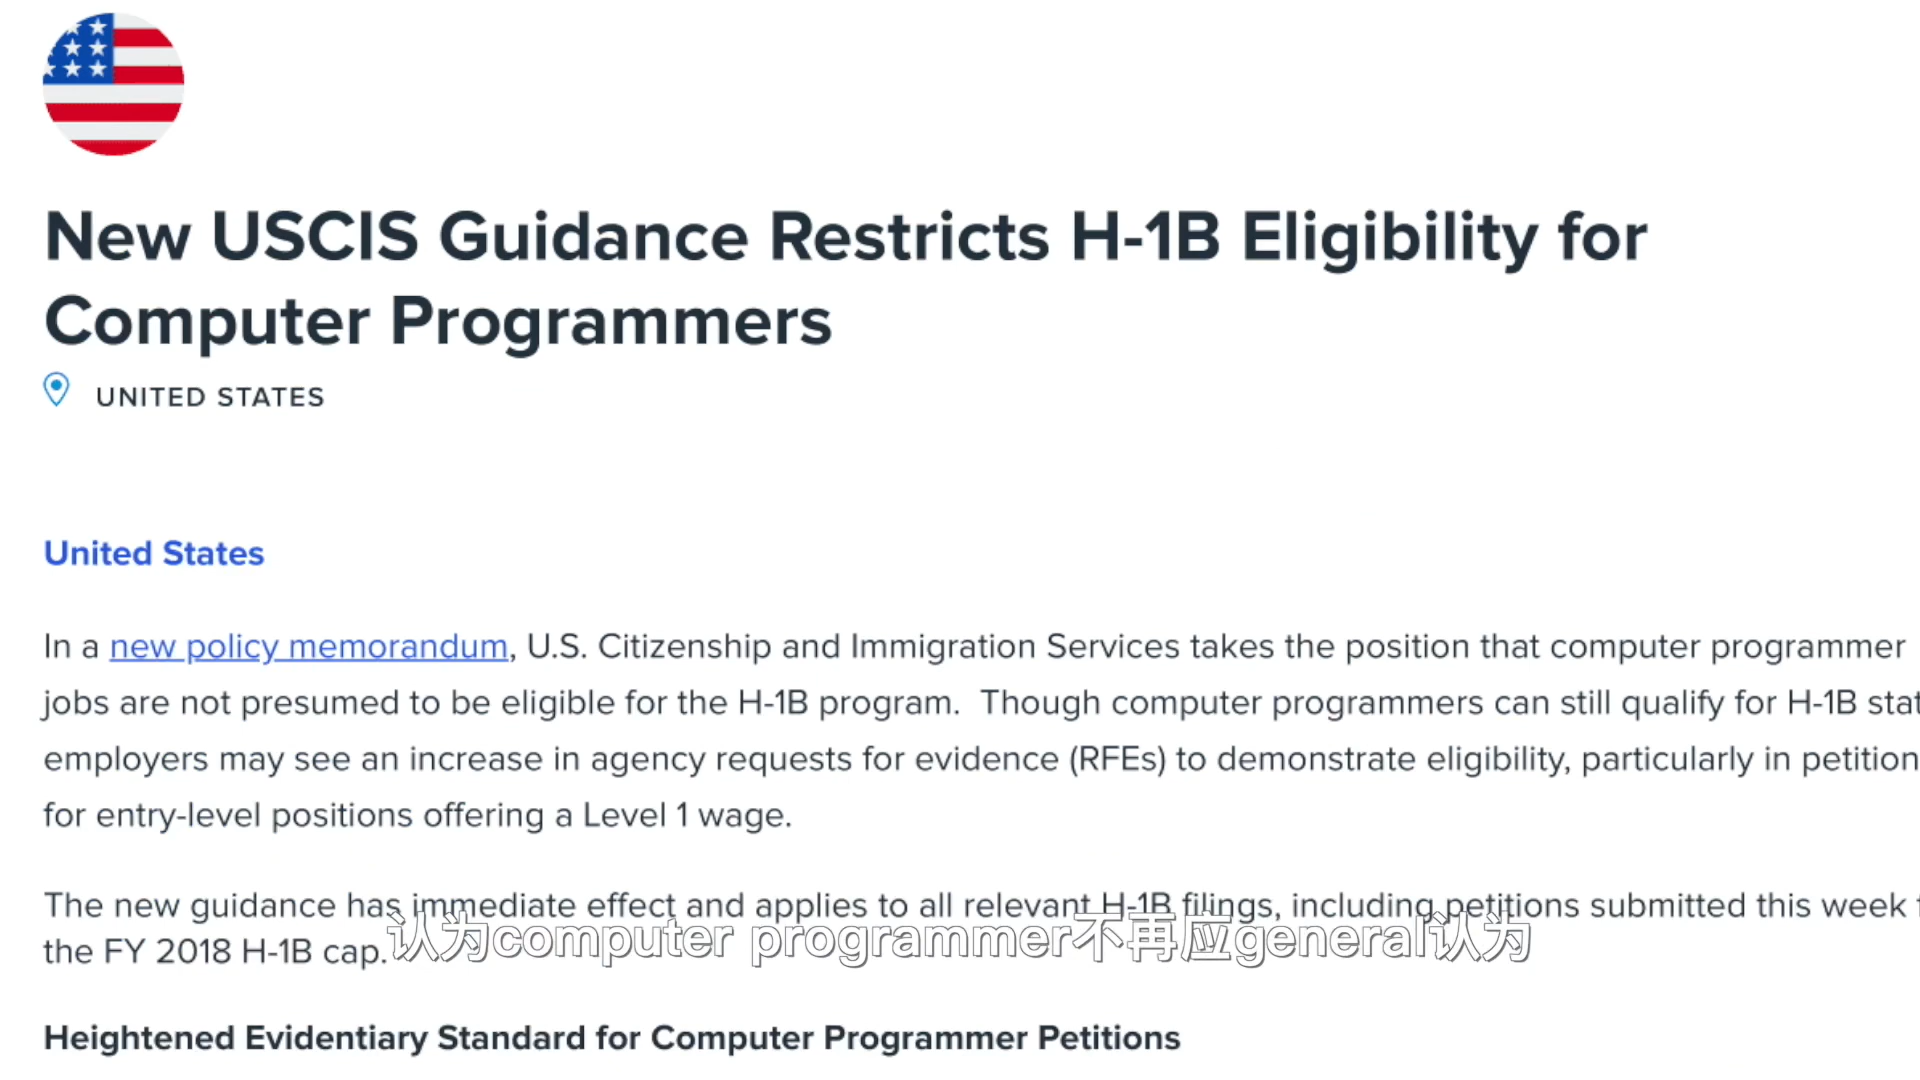 New USCIS Guidance Restricts H-1B Eligibility for
Computer Programmers
UNITED STATES
United States
In a new policy memorandum, U.S. Citizenship and Immigration Services takes the position that computer programmer
jobs are not presumed to be eligible for the H-1B program. Though computer programmers can still qualify for H-1B
employers may see an increase in agency requests for evidence (RFEs) to demonstrate eligibility, particularly in petition
for entry-level positions offering a Level 1 wage.
The new guidance has immediate effect and applies to all relevant H-1B filings, including petitions submitted this week
the FY 2018 H-1B cap.
认为computer programmer不再应general认为
Heightened Evidentiary Standard for Computer Programmer Petitions